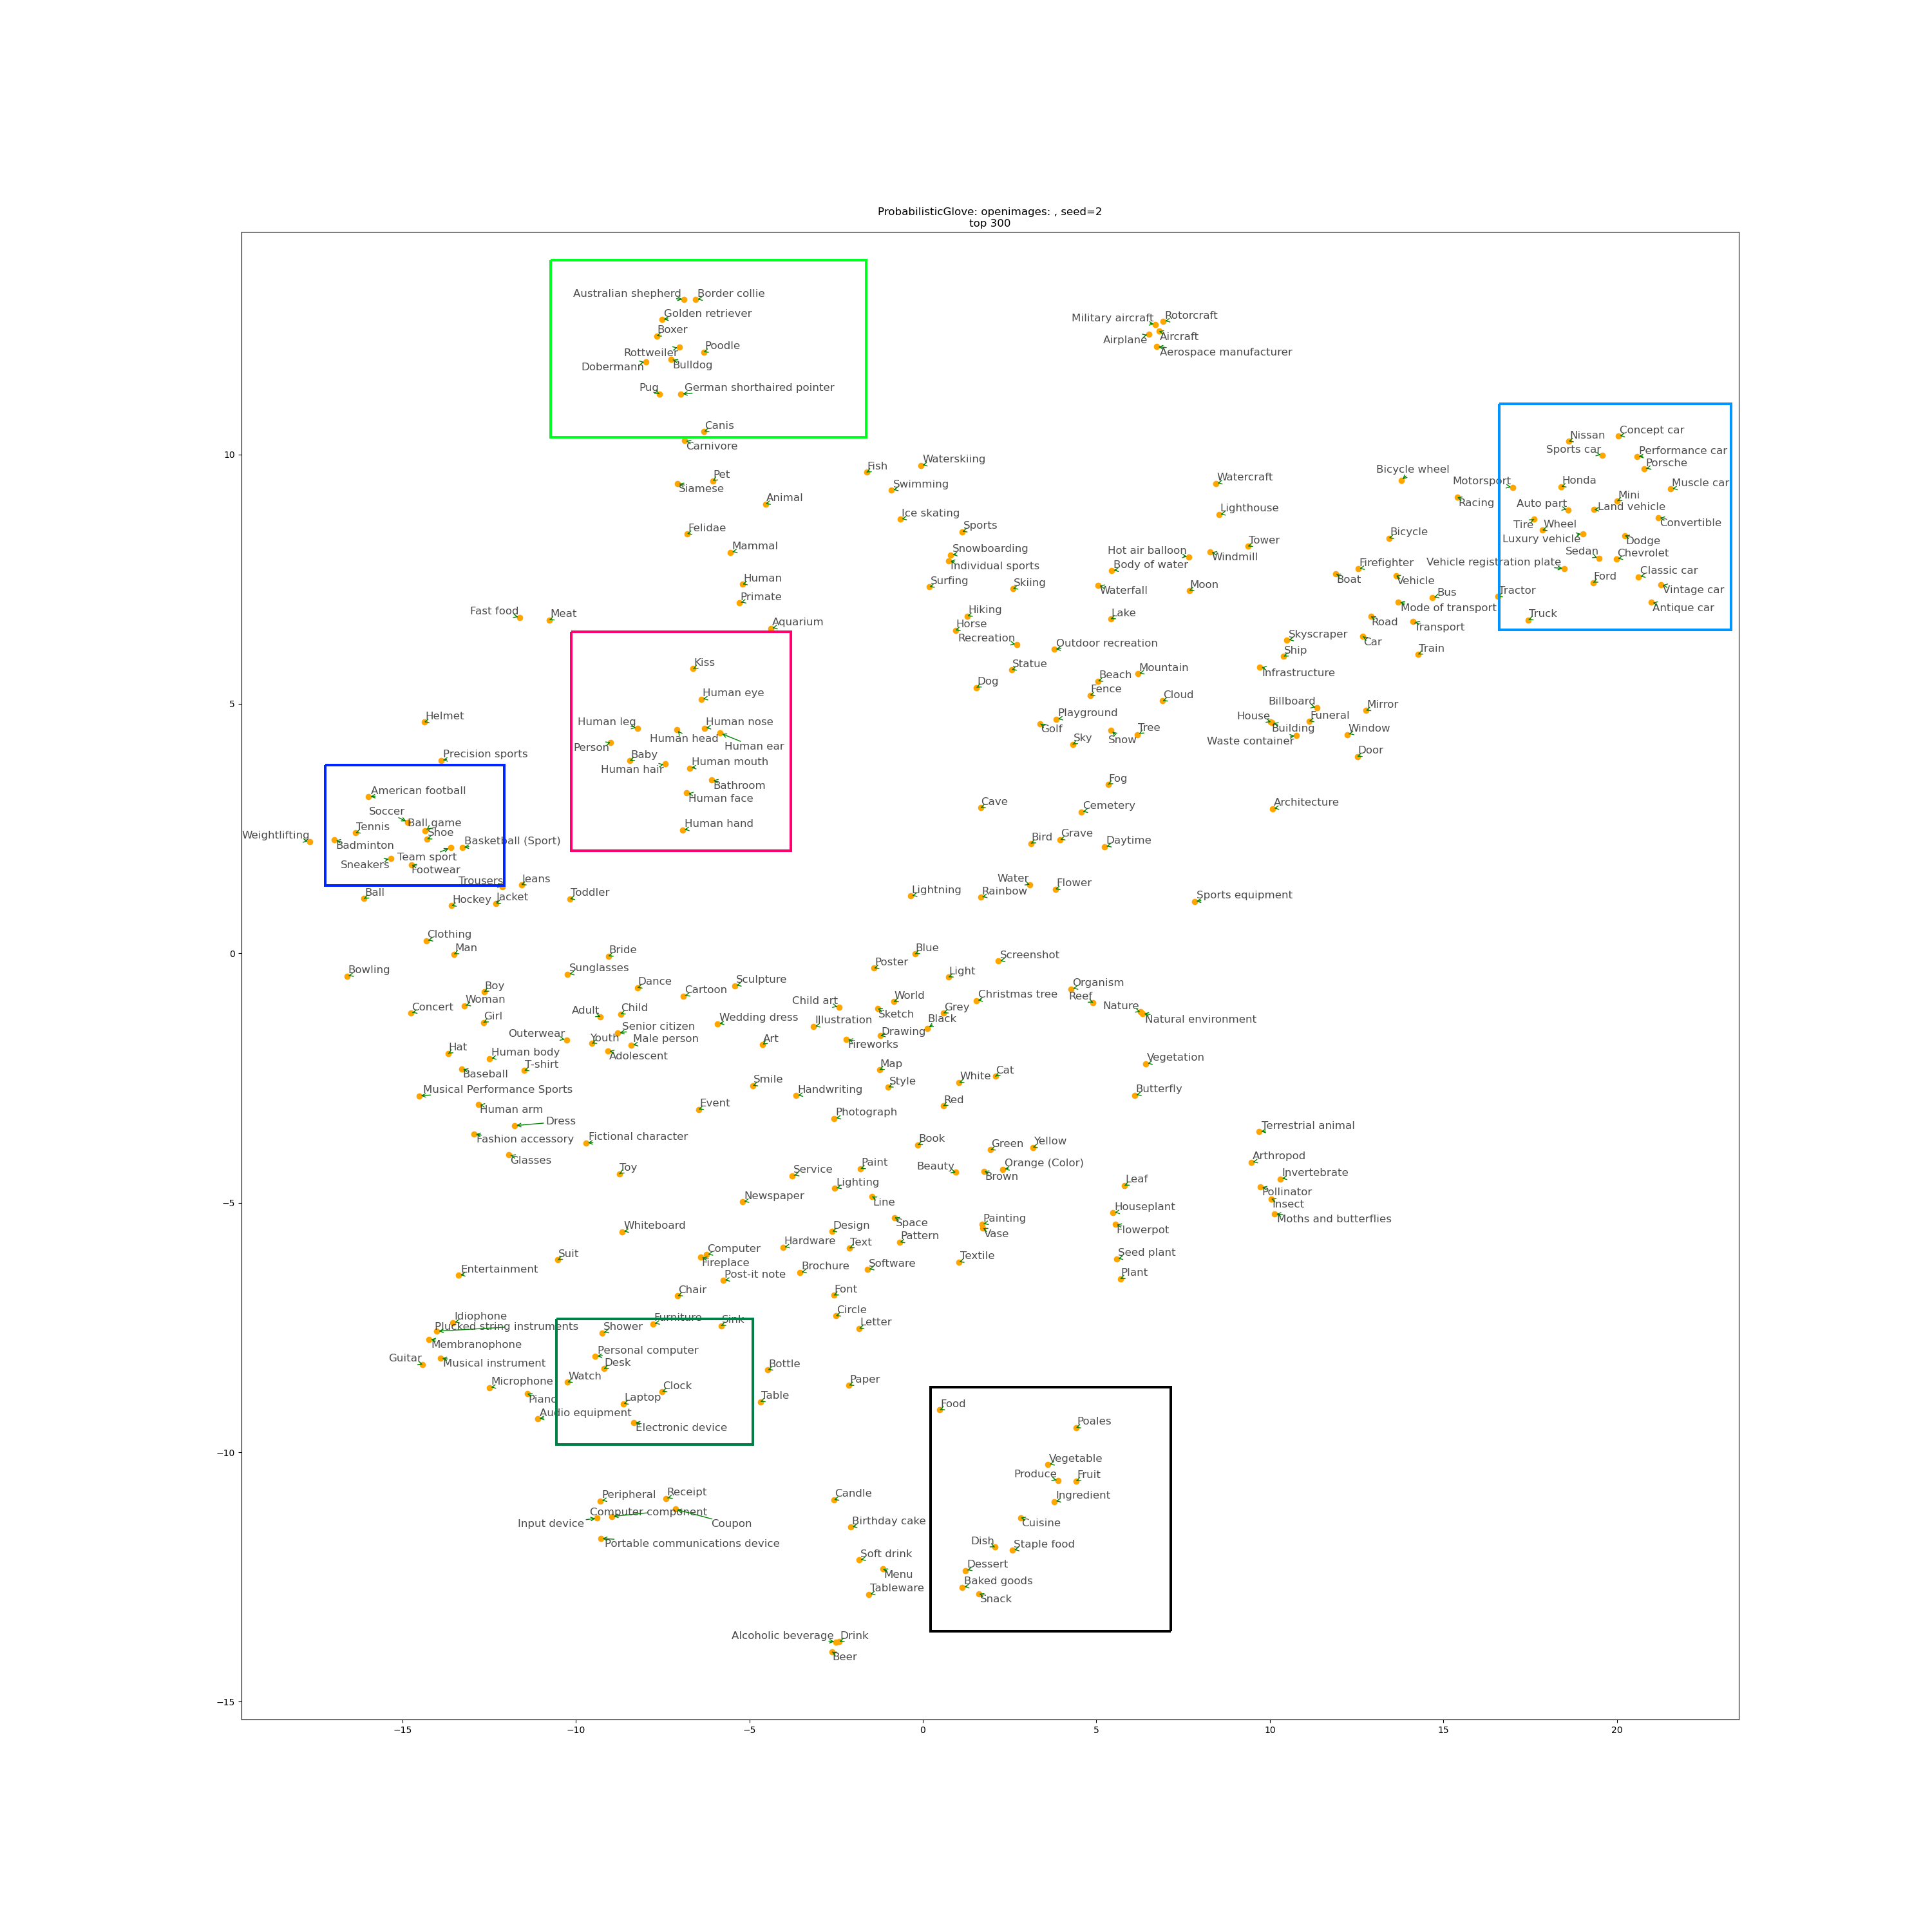 ProbabilisticGlove: openimages: , seed=2
top 300
Australian shepherd
Border collie
Golden retriever
Boxer
Rottweiler
Poodle
Dobermann
Bulldog
Pug
German shorthaired pointer
Canis
Carnivore
Military aircraft
Rotorcraft
Airplane
Aircraft
Aerospace manufacturer
10
Pet
Siamese
Animal
Fish
Waterskiing
Swimming
Ice skating
Sports
Felidae
Mammal
Snowboarding
Individual sports
Human
Primate
Surfing
Skiing
Aquarium
Hiking
Horse
Recreation
Outdoor recreation
Statue
Dog
Watercraft
Lighthouse
Tower
Hot air balloon
Windmill
Body of water
Waterfall
Moon
Lake
Bicycle wheel
Motorsport
Racing
Bicycle
Firefighter
Vehicle registration plate
Boat
Vehicle
Bus
Tractor
Mode of transport
Road
Transport
Car
Train
Skyscraper
Ship
Infrastructure
Nissan
Concept car
Sports car
Performance car
Porsche
Honda
Muscle car
Mini
Auto part
Land vehicle
Tire
Wheel
Convertible
Luxury vehicle
Dodge
Sedan
Chevrolet
Ford
Classic car
Vintage car
Antique car
Truck
Fast food
Meat
Kiss
Human eye
Human leg
Human nose
Human head
Human ear
Person
Baby
Human hair
Human mouth
Bathroom
Human face
Human hand
5
Beach
Mountain
Fence
Cloud
Playground
Golf
Sky
Snow
Tree
Billboard
Mirror
House
Funeral
Building
Window
Waste container
Door
Helmet
Precision sports
American football
Soccer
Ball game
Tennis
Shoe
Weightlifting
Badminton
Basketball (Sport)
Team sport
Sneakers
Footwear
Trousers
Jeans
Ball
Hockey
Jacket
Toddler
Fog
Cave
Cemetery
Architecture
Bird
Grave
Daytime
Water
Lightning
Rainbow
Flower
Sports equipment
0
Clothing
Man
Bride
Bowling
Sunglasses
Boy
Dance
Cartoon
Sculpture
Concert
Woman
Girl
Adult
Child
Outerwear
Senior citizen
Youth
Male person
Adolescent
Wedding dress
Art
Hat
Human body
T-shirt
Baseball
Musical Performance Sports
Human arm
Dress
Fashion accessory
Fictional character
Glasses
Toy
Blue
Poster
Screenshot
Light
Organism
Reef
Child art
World
Christmas tree
Nature
Natural environment
Sketch
Grey
Illustration
Black
Drawing
Fireworks
Map
Vegetation
White
Cat
Style
Smile
Handwriting
Butterfly
Event
Photograph
Red
Book
Green
Yellow
Terrestrial animal
Arthropod
Invertebrate
Pollinator
Insect
Moths and butterflies
Paint
Beauty
Orange (Color)
Brown
Service
Lighting
Leaf
−5
Newspaper
Line
Houseplant
Flowerpot
Whiteboard
Design
Space
Painting
Vase
Pattern
Hardware
Text
Computer
Fireplace
Suit
Textile
Seed plant
Plant
Entertainment
Post-it note
Brochure
Software
Chair
Font
Circle
Letter
Idiophone
Plucked string instruments
Membranophone
Guitar
Musical instrument
Microphone
Piano
Audio equipment
Furniture
Shower
Sink
Personal computer
Desk
Watch
Clock
Laptop
Electronic device
Bottle
Paper
Table
−10
Food
Poales
Vegetable
Produce
Fruit
Ingredient
Cuisine
Dish
Staple food
Dessert
Baked goods
Snack
Peripheral
Receipt
Computer component
Input device
Coupon
Portable communications device
Candle
Birthday cake
Soft drink
Menu
Tableware
Alcoholic beverage
Drink
Beer
−15
−15
−10
−5
0
5
10
15
20